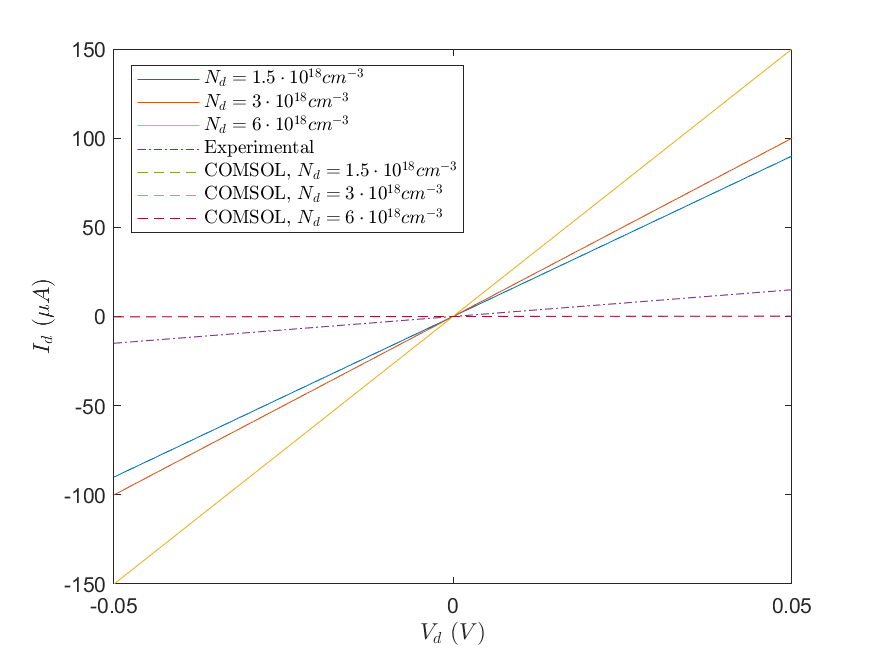 150
100
50
0
-50
-100
-150
-0.05
0
0.05
I_d (μA)
V_d (V)
N_d = 1.5 · 10^18 cm^−3
N_d = 3 · 10^18 cm^−3
N_d = 6 · 10^18 cm^−3
Experimental
COMSOL, N_d = 1.5 · 10^18 cm^−3
COMSOL, N_d = 3 · 10^18 cm^−3
COMSOL, N_d = 6 · 10^18 cm^−3